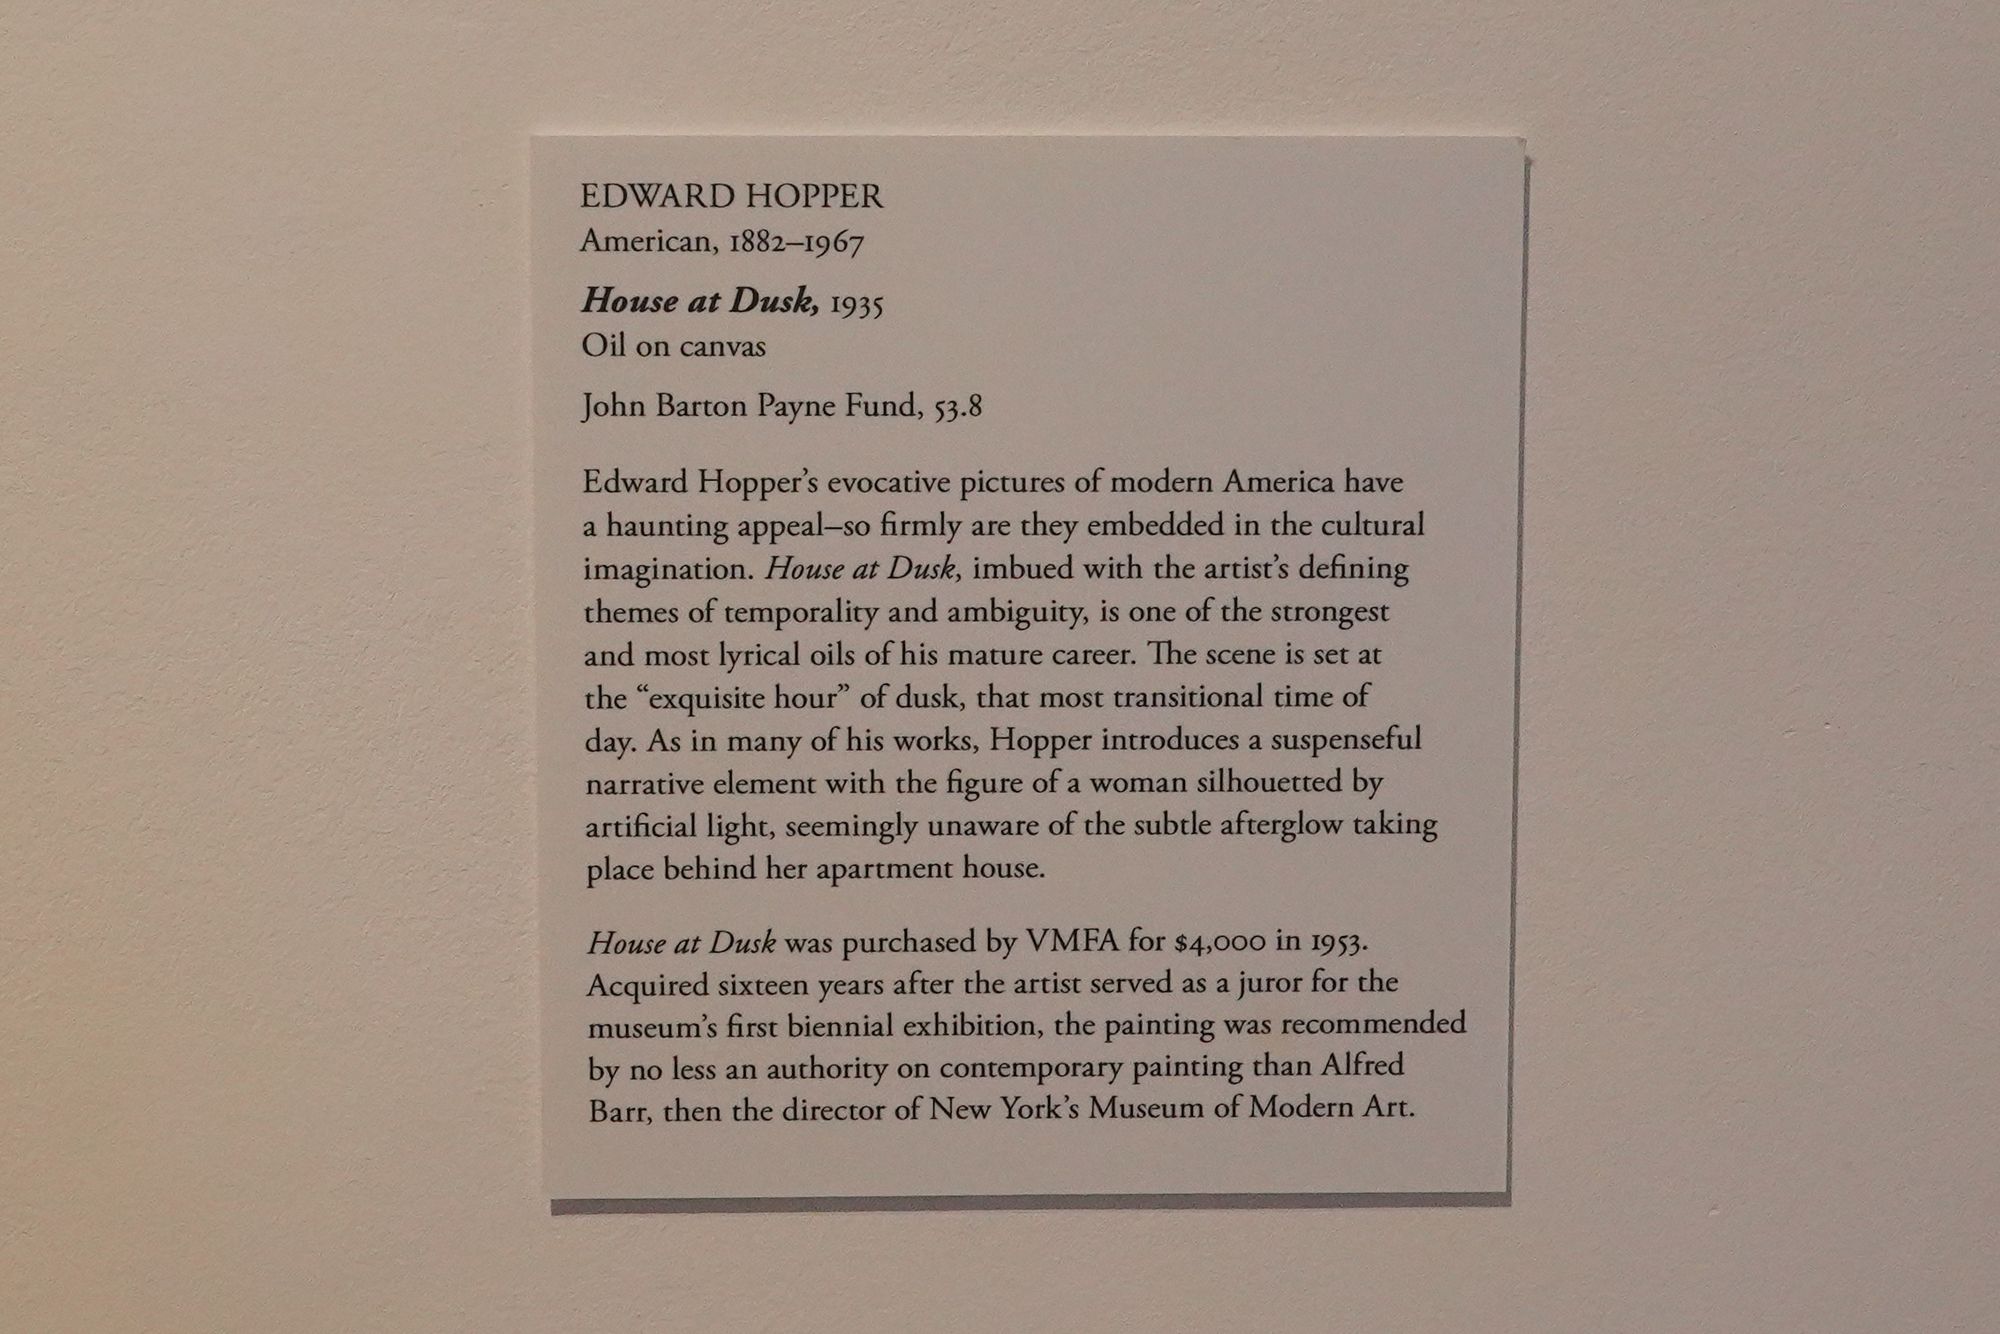 EDWARD HOPPER
American, 1882–1967
House at Dusk, 1935
Oil on canvas
John Barton Payne Fund, 53.8
Edward Hopper’s evocative pictures of modern America have
a haunting appeal—so firmly are they embedded in the cultural
imagination. House at Dusk, imbued with the artist’s defining
themes of temporality and ambiguity, is one of the strongest
and most lyrical oils of his mature career. The scene is set at
the “exquisite hour” of dusk, that most transitional time of
day. As in many of his works, Hopper introduces a suspenseful
narrative element with the figure of a woman silhouetted by
artificial light, seemingly unaware of the subtle afterglow taking
place behind her apartment house.
House at Dusk was purchased by VMFA for $4,000 in 1953.
Acquired sixteen years after the artist served as a juror for the
museum’s first biennial exhibition, the painting was recommended
by no less an authority on contemporary painting than Alfred
Barr, then the director of New York’s Museum of Modern Art.